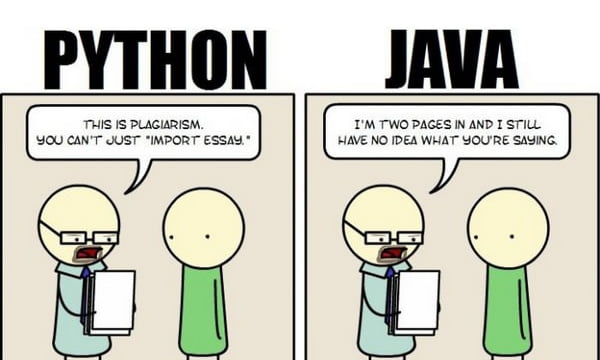 PYTHON
THIS IS PLAGIARISM.
YOU CAN'T JUST "IMPORT ESSAY."
JAVA
I'M TWO PAGES IN AND I STILL
HAVE NO IDEA WHAT YOU'RE SAYING.